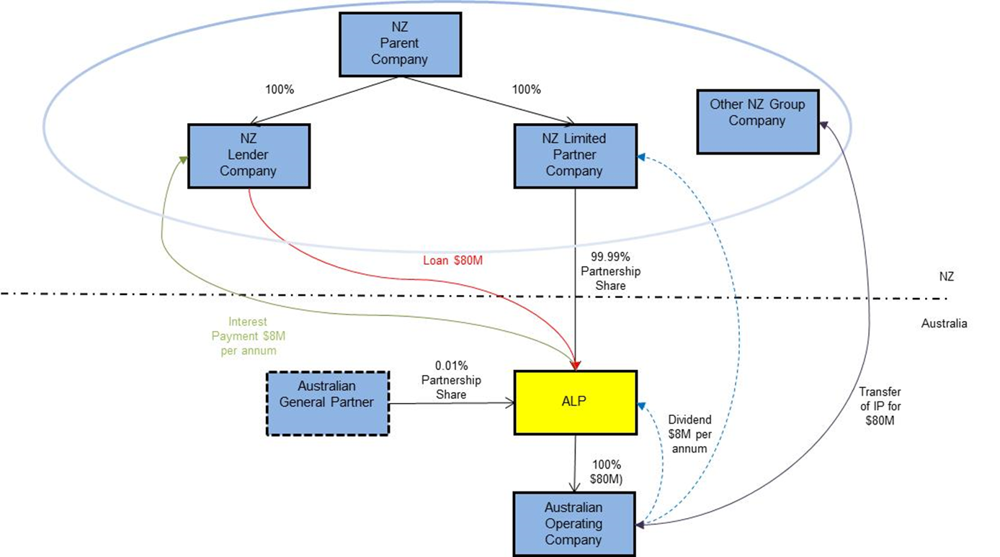 NZ
Parent
Company
100%
100%
Other NZ Group
Company
NZ
Lender
Company
NZ Limited
Partner
Company
Loan $80M
99.99%
Partnership
Share
NZ
Australia
Interest
Payment $8M
per annum
0.01%
Partnership
Share
Australian
General Partner
ALP
Transfer
of IP for
$80M
Dividend
$8M per
annum
100%
$80M)
Australian
Operating
Company